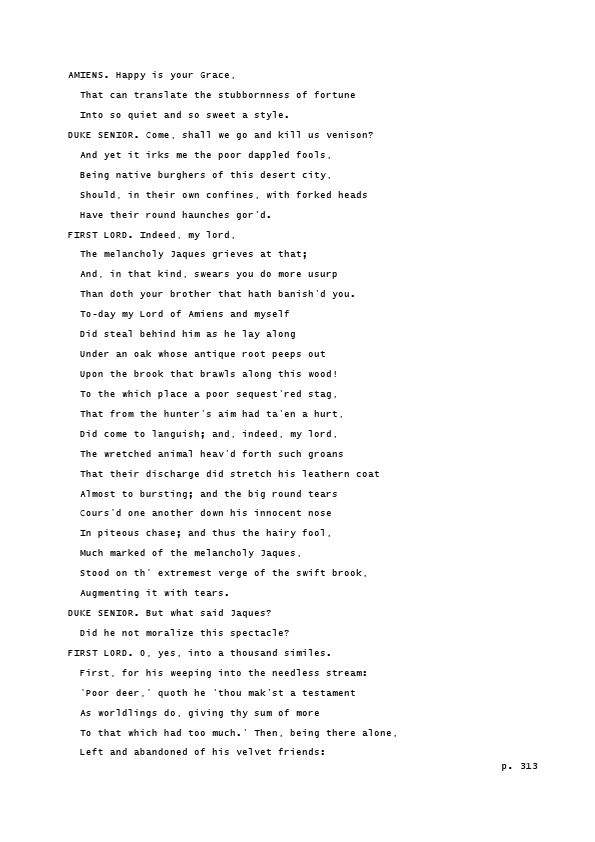 AMIENS. Happy is your Grace,
That can translate the stubbornness of fortune
Into so quiet and so sweet a style.
DUKE SENIOR. Come, shall we go and kill us venison?
And yet it irks me the poor dappled fools,
Being native burghers of this desert city,
Should, in their own confines, with forked heads
Have their round haunches gor'd.
FIRST LORD. Indeed, my lord,
The melancholy Jaques grieves at that;
And, in that kind, swears you do more usurp
Than doth your brother that hath banish'd you.
To-day my Lord of Amiens and myself
Did steal behind him as he lay along
Under an oak whose antique root peeps out
Upon the brook that brawls along this wood!
To the which place a poor sequest'red stag,
That from the hunter's aim had ta'en a hurt,
Did come to languish; and, indeed, my lord,
The wretched animal heav'd forth such groans
That their discharge did stretch his leathern coat
Almost to bursting; and the big round tears
Cours'd one another down his innocent nose
In piteous chase; and thus the hairy fool,
Much marked of the melancholy Jaques,
Stood on th' extremest verge of the swift brook,
Augmenting it with tears.
DUKE SENIOR. But what said Jaques?
Did he not moralize this spectacle?
FIRST LORD. O, yes, into a thousand similes.
First, for his weeping into the needless stream:
'Poor deer,' quoth he 'thou mak'st a testament
As worldlings do, giving thy sum of more
To that which had too much.' Then, being there alone,
Left and abandoned of his velvet friends:
p. 313